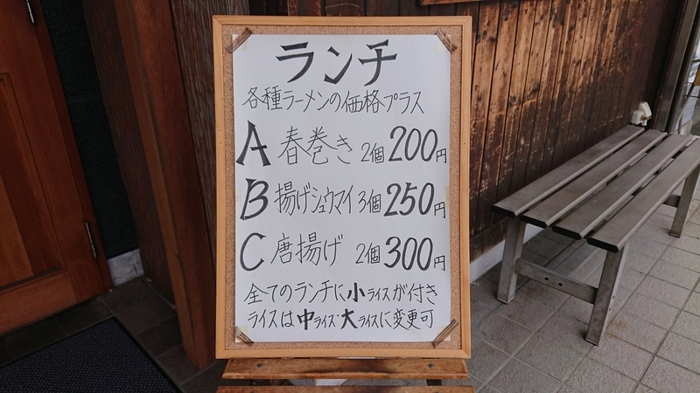 ランチ
各種ラーメンの価格プラス
A 春巻き 2個 200円
B 揚げシュウマイ 3個 250円
C 唐揚げ 2個 300円
全てのランチに小ライスが付き
ライスは中ライス・大ライスに変更可